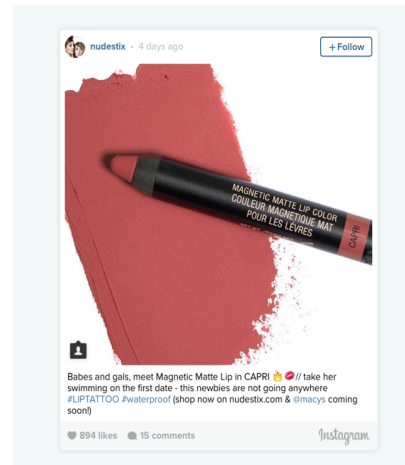 nudestix • 4 days ago
+ Follow
MAGNETIC MATTE LIP COLOR
COULEUR MAGNETIQUE MAT
POUR LES LÈVRES
CAPRI
Babes and gals, meet Magnetic Matte Lip in CAPRI 🔥 💋// take her
swimming on the first date - this newbies are not going anywhere
#LIPTATTOO #waterproof (shop now on nudestix.com & @macys coming
soon!)
894 likes 15 comments
Instagram